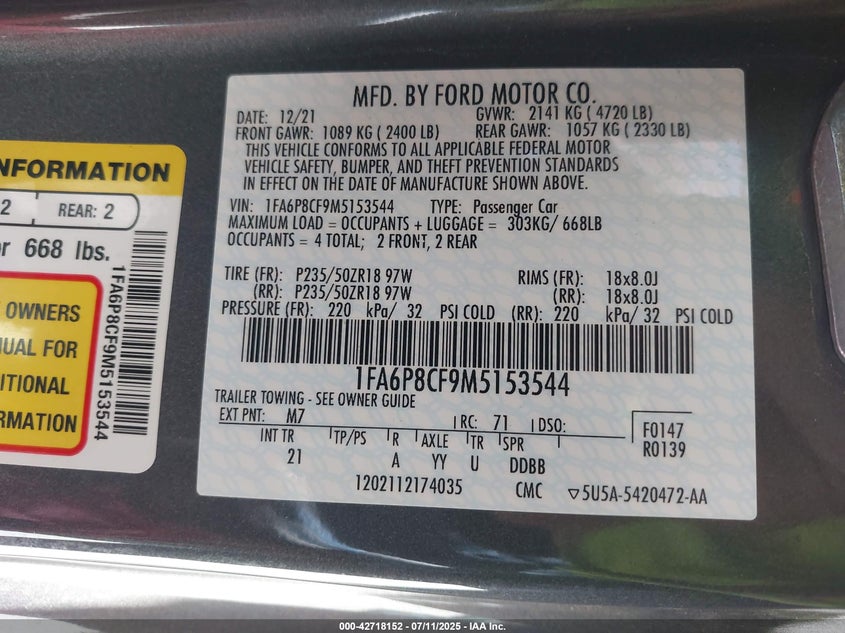 MFD. BY FORD MOTOR CO.
DATE: 12/21 GVWR: 2141 KG ( 4720 LB)
FRONT GAWR: 1089 KG ( 2400 LB) REAR GAWR: 1057 KG ( 2330 LB)
THIS VEHICLE CONFORMS TO ALL APPLICABLE FEDERAL MOTOR
VEHICLE SAFETY, BUMPER, AND THEFT PREVENTION STANDARDS
IN EFFECT ON THE DATE OF MANUFACTURE SHOWN ABOVE.
VIN: 1FA6P8CF9M5153544 TYPE: Passenger Car
MAXIMUM LOAD = OCCUPANTS + LUGGAGE = 303KG/ 668LB
OCCUPANTS = 4 TOTAL; 2 FRONT, 2 REAR
TIRE (FR): P235/50ZR18 97W RIMS (FR): 18x8.0J
(RR): P235/50ZR18 97W (RR): 18x8.0J
PRESSURE (FR): 220 kPa/ 32 PSI COLD (RR): 220 kPa/ 32 PSI COLD
1FA6P8CF9M5153544
TRAILER TOWING - SEE OWNER GUIDE
EXT PNT: M7 RC: 71 DSO:
F0147
R0139
INT TR TP/PS R AXLE TR SPR
21 A YY U DDBB
1202112174035 CMC ▽5U5A-5420472-AA
NFORMATION
2 REAR: 2
or 668 lbs.
OWNERS
NUAL FOR
ITIONAL
RMATION
1FA6P8CF9M5153544
000-42718152 - 07/11/2025 - IAA Inc.